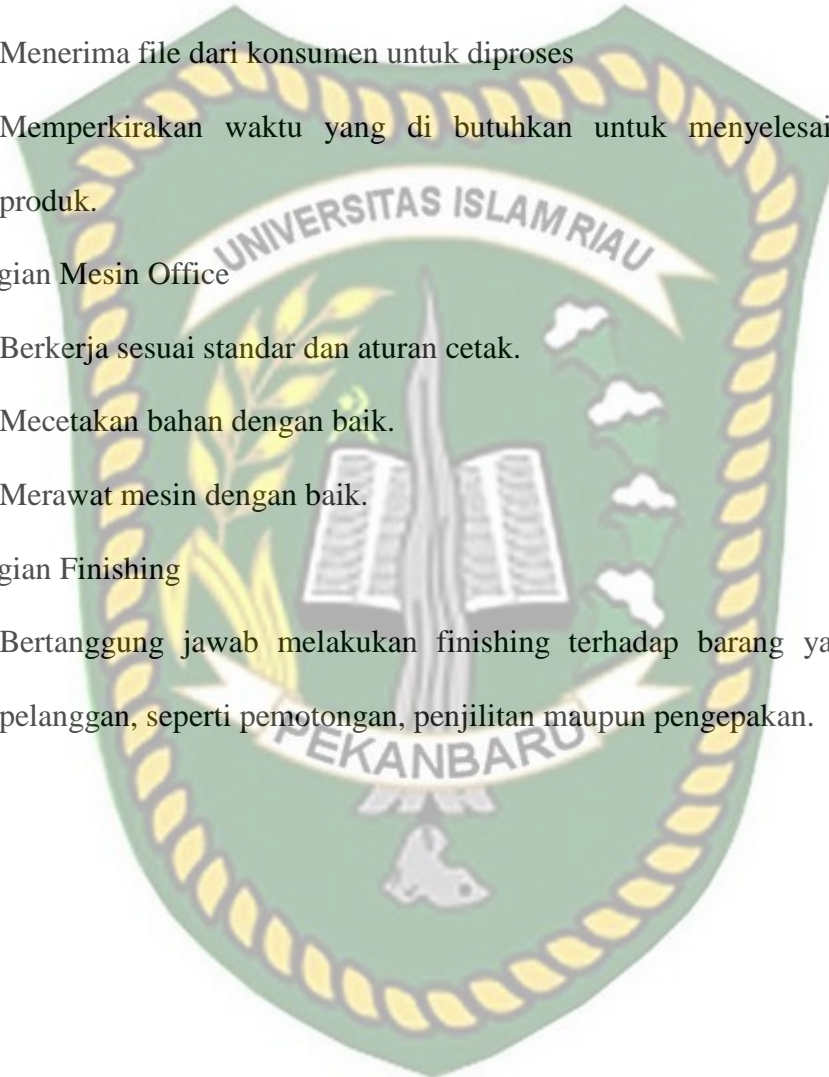 Menerima file dari konsumen untuk diproses
Memperkirakan waktu yang di butuhkan untuk menyelesai
produk.
UNIVERSITAS ISLAM RIAU
gian Mesin Office
Berkerja sesuai standar dan aturan cetak.
Mecetakan bahan dengan baik.
Merawat mesin dengan baik.
gian Finishing
Bertanggung jawab melakukan finishing terhadap barang ya
pelanggan, seperti pemotongan, penjilitan maupun pengepakan.
PEKANBARU